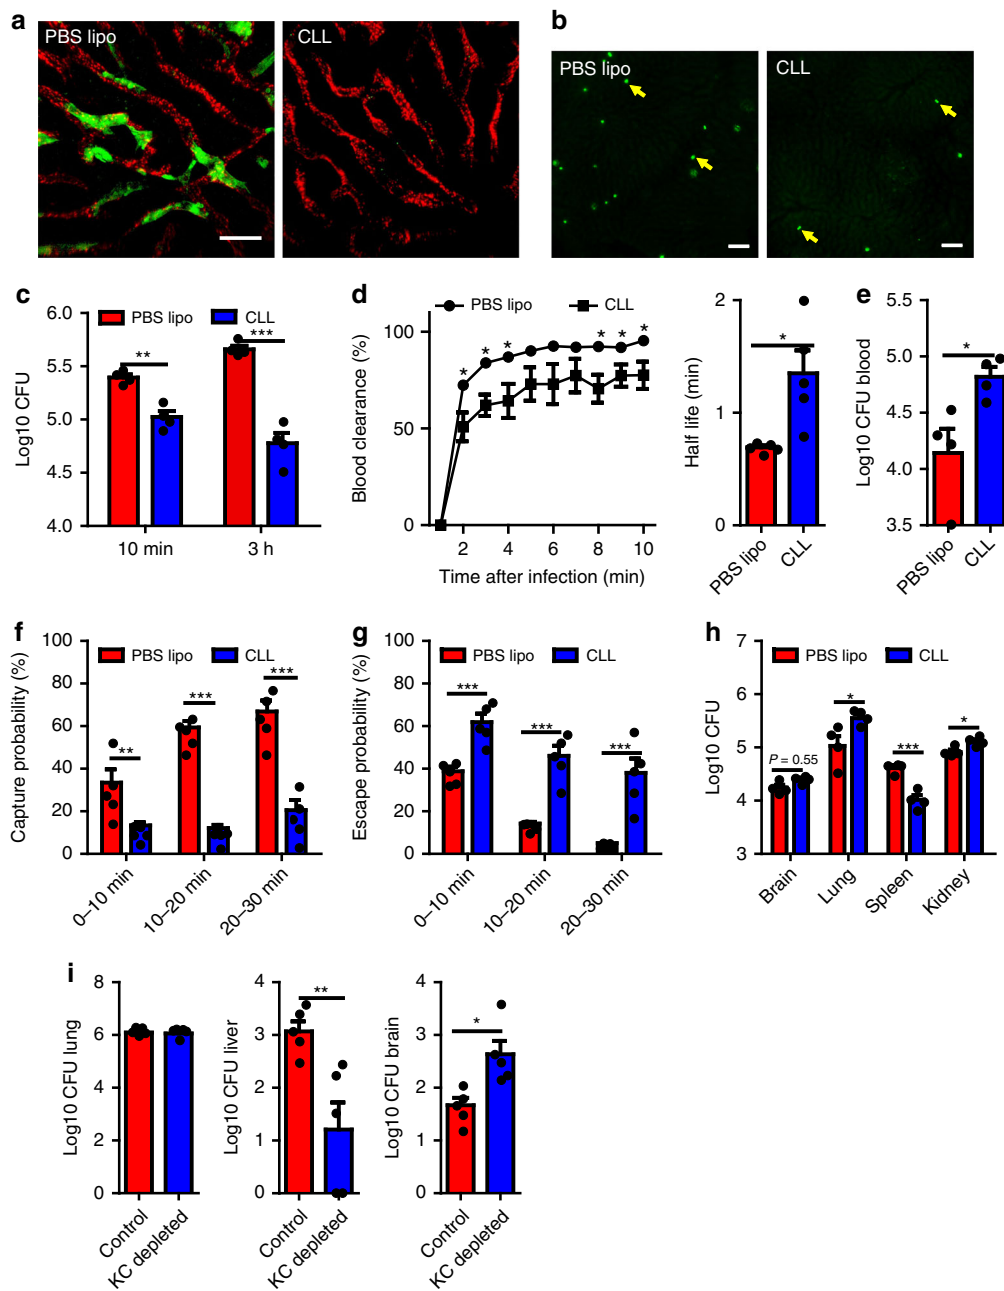 a
PBS lipo
CLL
b
PBS lipo
CLL
c
PBS lipo
CLL
Log10 CFU
6.0
5.5
5.0
4.5
4.0
**
***
10 min
3 h
d
PBS lipo
CLL
Blood clearance (%)
100
50
0
*
*
*
*
*
*
2
4
6
8
10
Time after infection (min)
Half life (min)
2
1
0
*
PBS lipo
CLL
e
Log10 CFU blood
5.5
5.0
4.5
4.0
3.5
*
PBS lipo
CLL
f
PBS lipo
CLL
Capture probability (%)
100
80
60
40
20
0
**
***
***
0–10 min
10–20 min
20–30 min
g
PBS lipo
CLL
Escape probability (%)
100
80
60
40
20
0
***
***
***
0–10 min
10–20 min
20–30 min
h
PBS lipo
CLL
Log10 CFU
7
6
5
4
3
P = 0.55
*
***
*
Brain
Lung
Spleen
Kidney
i
Log10 CFU lung
8
6
4
2
0
Control
KC depleted
Log10 CFU liver
4
3
2
1
0
**
Control
KC depleted
Log10 CFU brain
4
3
2
1
0
*
Control
KC depleted